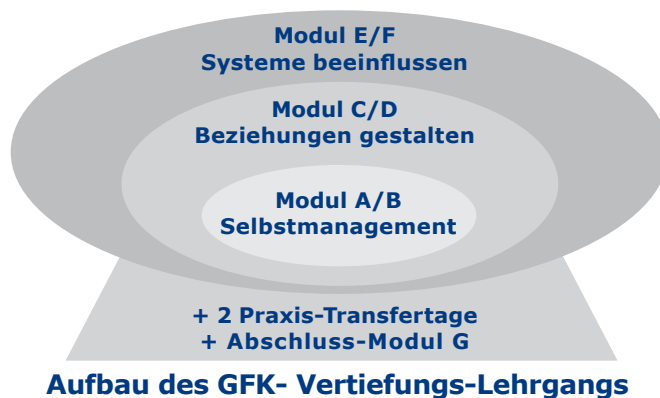 Modul E/F
Systeme beeinflussen
Modul C/D
Beziehungen gestalten
Modul A/B
Selbstmanagement
+ 2 Praxis-Transfertage
+ Abschluss-Modul G
Aufbau des GFK- Vertiefungs-Lehrgangs